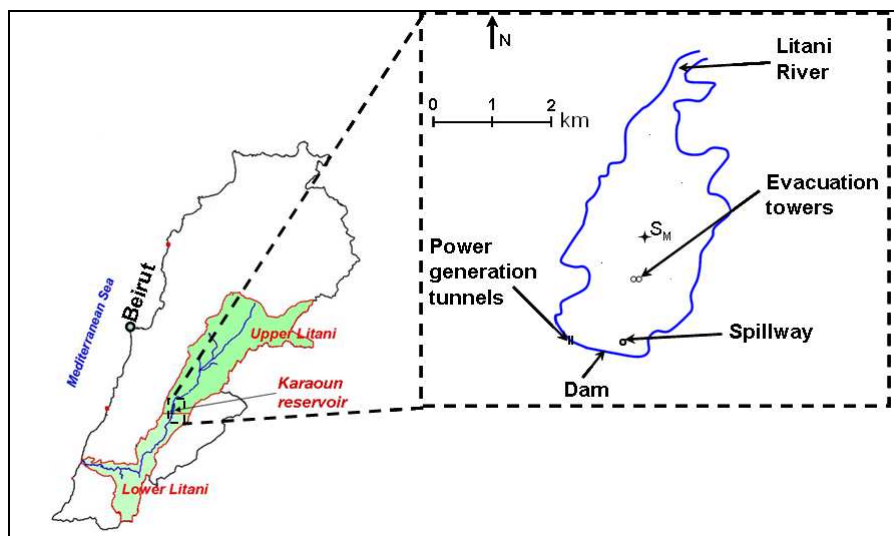 Mediterranean Sea
Beirut
Upper Litani
Karaoun
reservoir
Lower Litani
N
0 1 2
km
Litani
River
Evacuation
towers
S_M
Power
generation
tunnels
Spillway
Dam